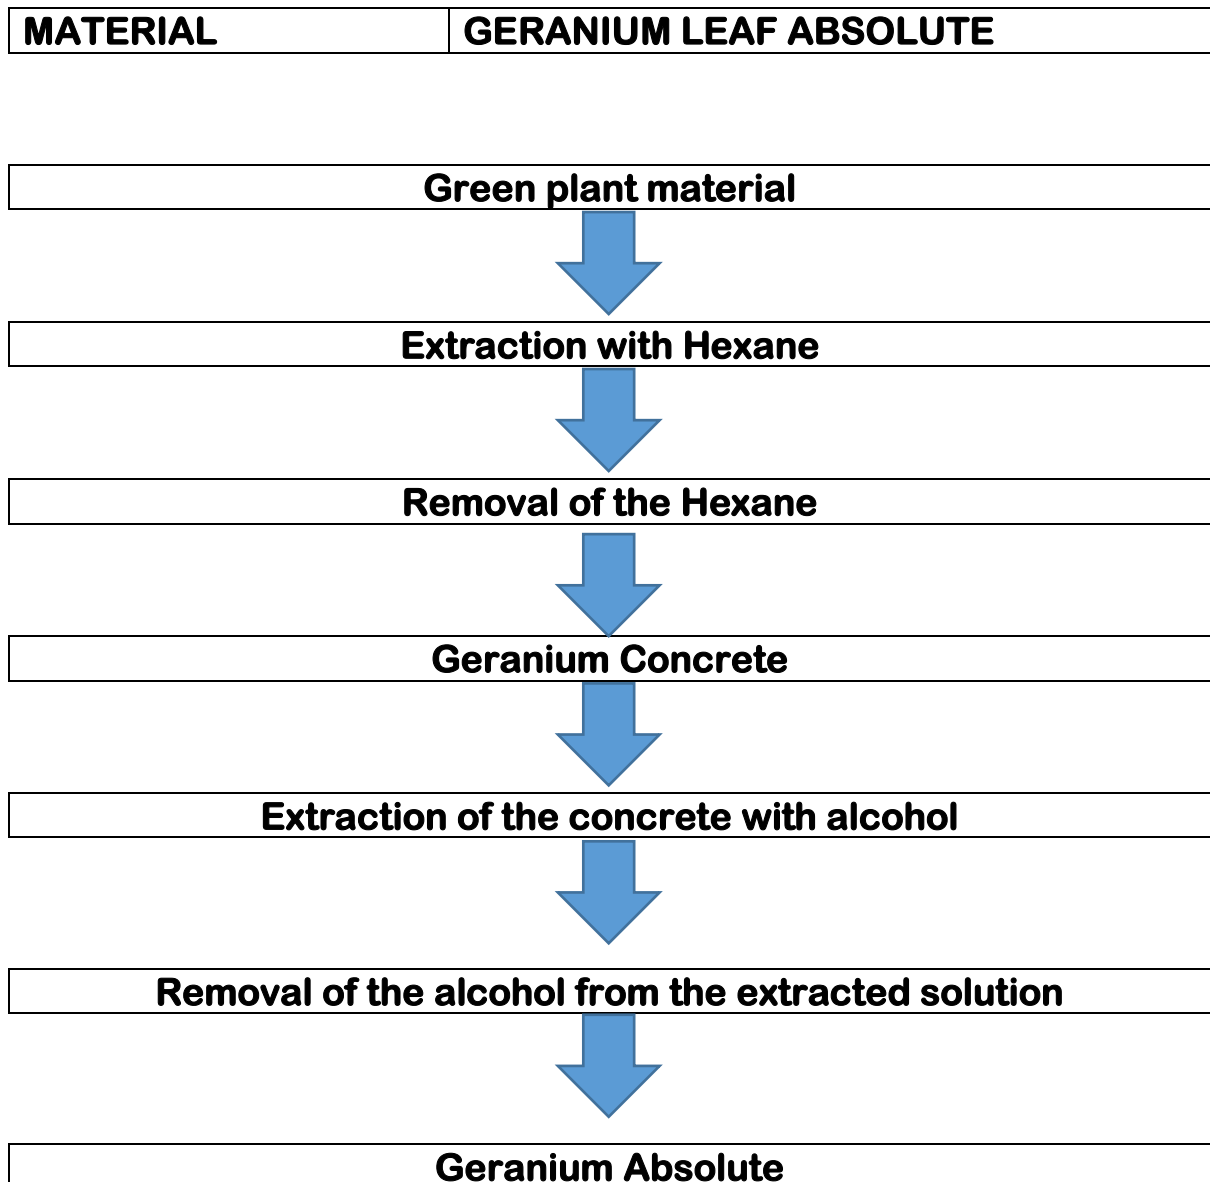 MATERIAL GERANIUM LEAF ABSOLUTE
Green plant material
Extraction with Hexane
Removal of the Hexane
Geranium Concrete
Extraction of the concrete with alcohol
Removal of the alcohol from the extracted solution
Geranium Absolute